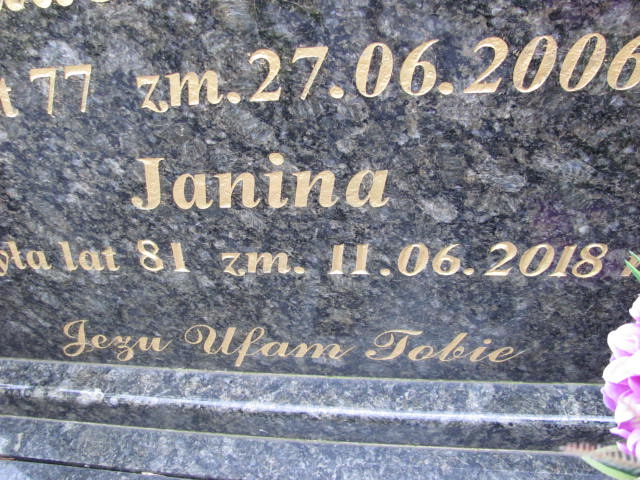 77 zm. 27.06.2006
Janina
yła lat 81 zm. 11.06.2018
Jezu Ufam Tobie